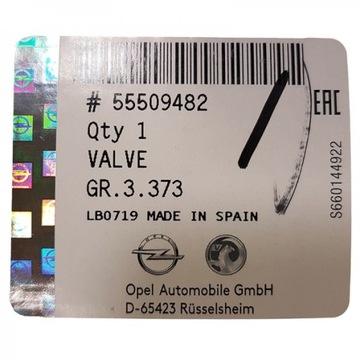 # 55509482
Qty 1
VALVE
GR.3.373
LB0719 MADE IN SPAIN
Opel Automobile GmbH
D-65423 Rüsselsheim
EAC
S660144922